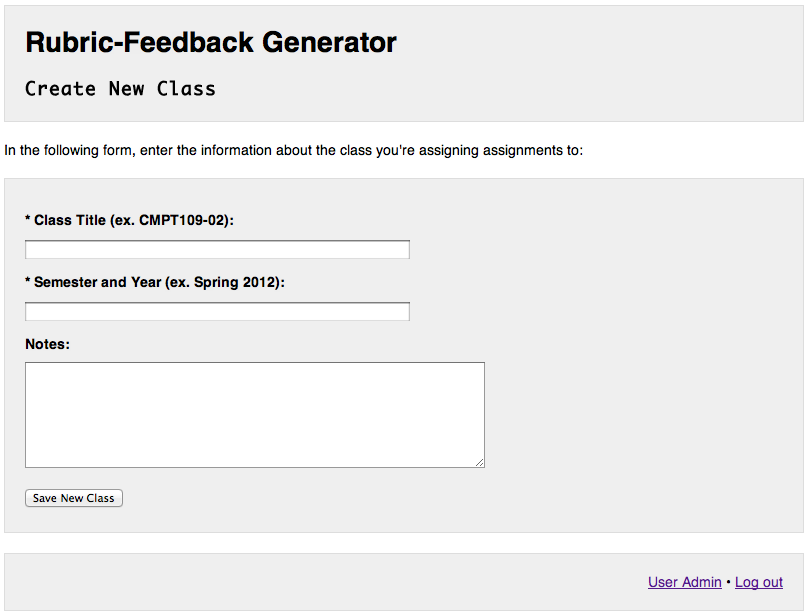 Rubric-Feedback Generator
Create New Class
In the following form, enter the information about the class you're assigning assignments to:
* Class Title (ex. CMPT109-02):
* Semester and Year (ex. Spring 2012):
Notes:
Save New Class
User Admin • Log out